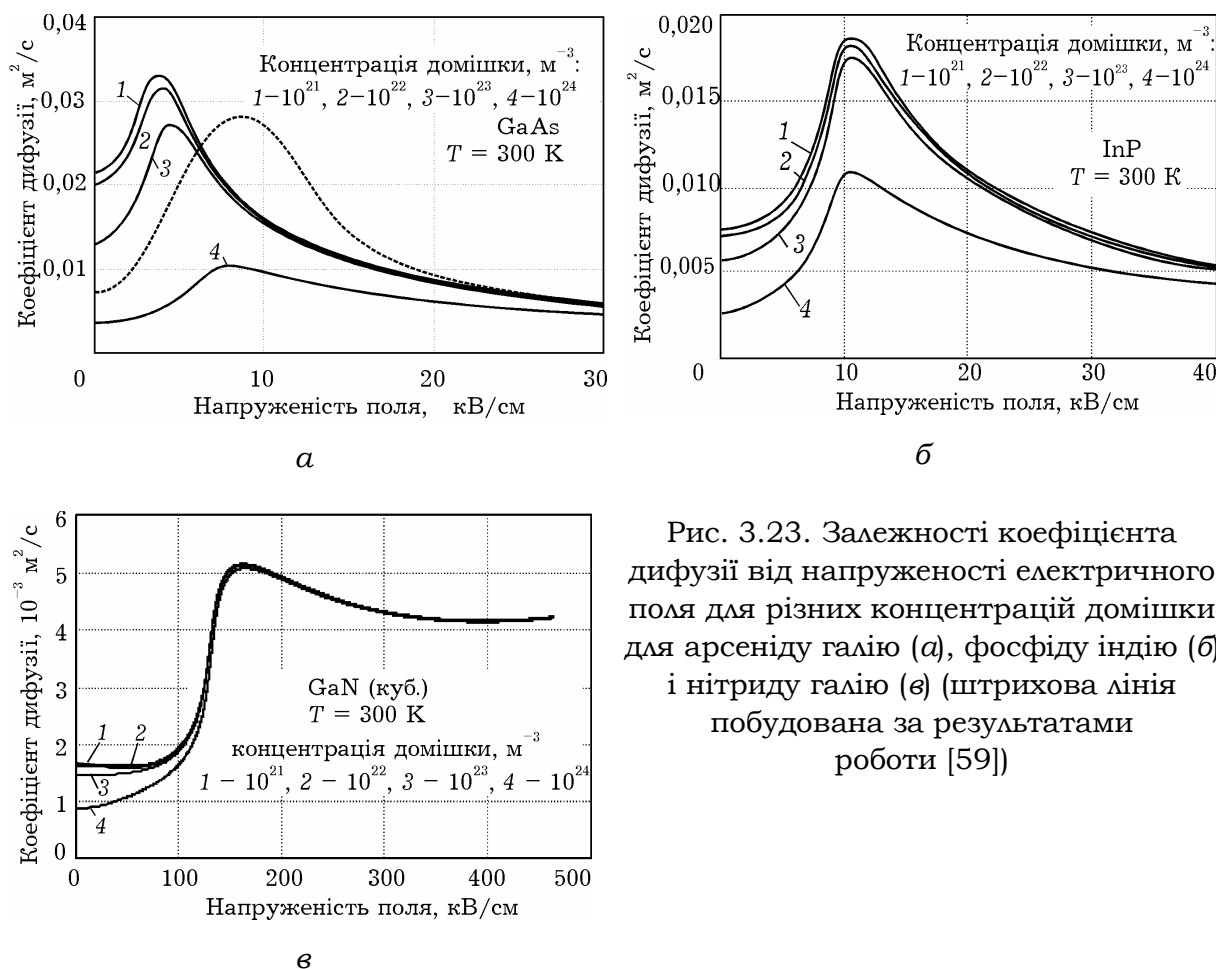 0,04
0,03
0,02
0,01
0
10
20
30
Коефіцієнт дифузії, м²/с
Концентрація домішки, м⁻³:
1–10²¹, 2–10²², 3–10²³, 4–10²⁴
GaAs
T = 300 К
1
2
3
4
Напруженість поля, кВ/см
а
0,020
0,015
0,010
0,005
0
10
20
30
40
Коефіцієнт дифузії, м²/с
Концентрація домішки, м⁻³:
1–10²¹, 2–10²², 3–10²³, 4–10²⁴
InP
T = 300 К
1
2
3
4
Напруженість поля, кВ/см
б
6
5
4
3
2
1
0
0
100
200
300
400
500
Коефіцієнт дифузії, 10⁻³ м²/с
GaN (куб.)
T = 300 К
концентрація домішки, м⁻³
1 – 10²¹, 2 – 10²², 3 – 10²³, 4 – 10²⁴
1
2
3
4
Напруженість поля, кВ/см
в
Рис. 3.23. Залежності коефіцієнта
дифузії від напруженості електричного
поля для різних концентрацій домішки
для арсеніду галію (а), фосфіду індію (б)
і нітриду галію (в) (штрихова лінія
побудована за результатами
роботи [59])